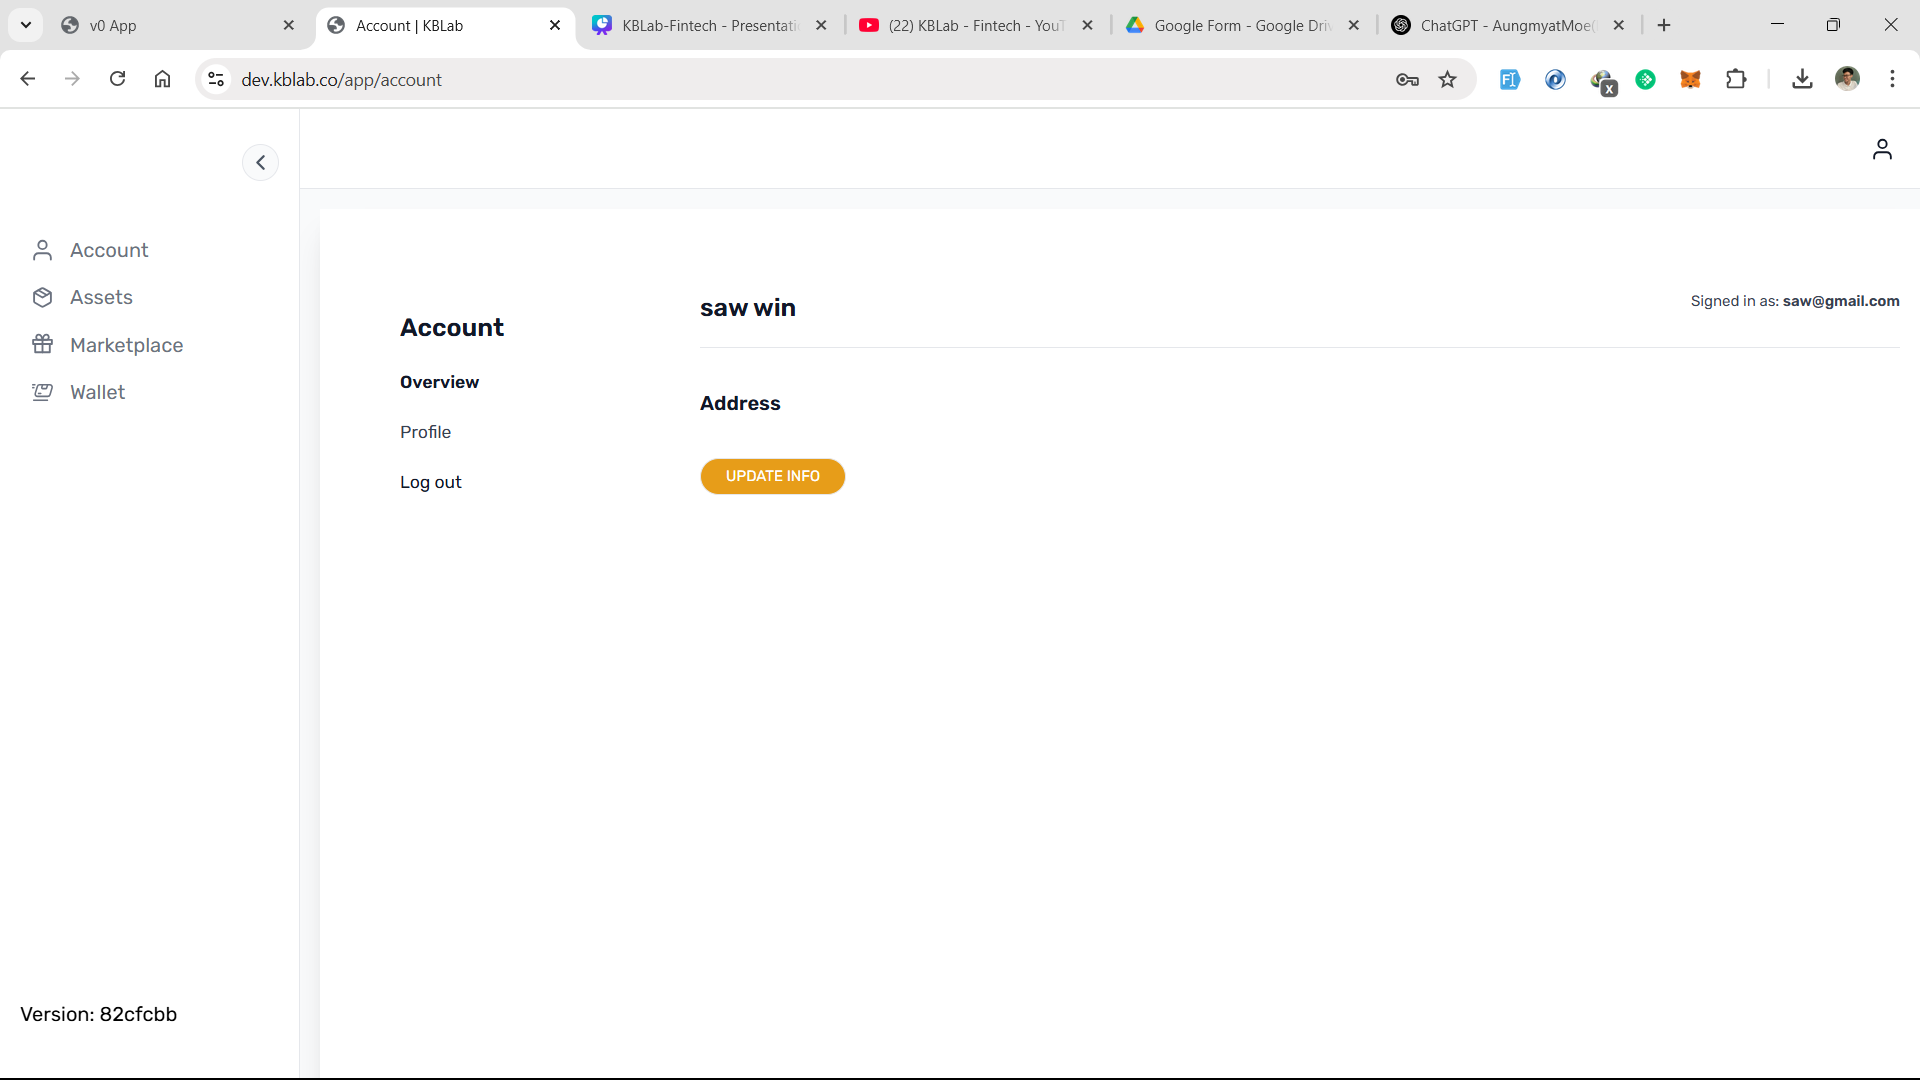 v0 App
Account | KBLab
KBLab-Fintech - Presentati
(22) KBLab - Fintech - YouT
Google Form - Google Driv
ChatGPT - AungmyatMoe(
dev.kblab.co/app/account
X
Account
Assets
Marketplace
Wallet
Account
Overview
Profile
Log out
saw win
Signed in as: saw@gmail.com
Address
UPDATE INFO
Version: 82cfcbb